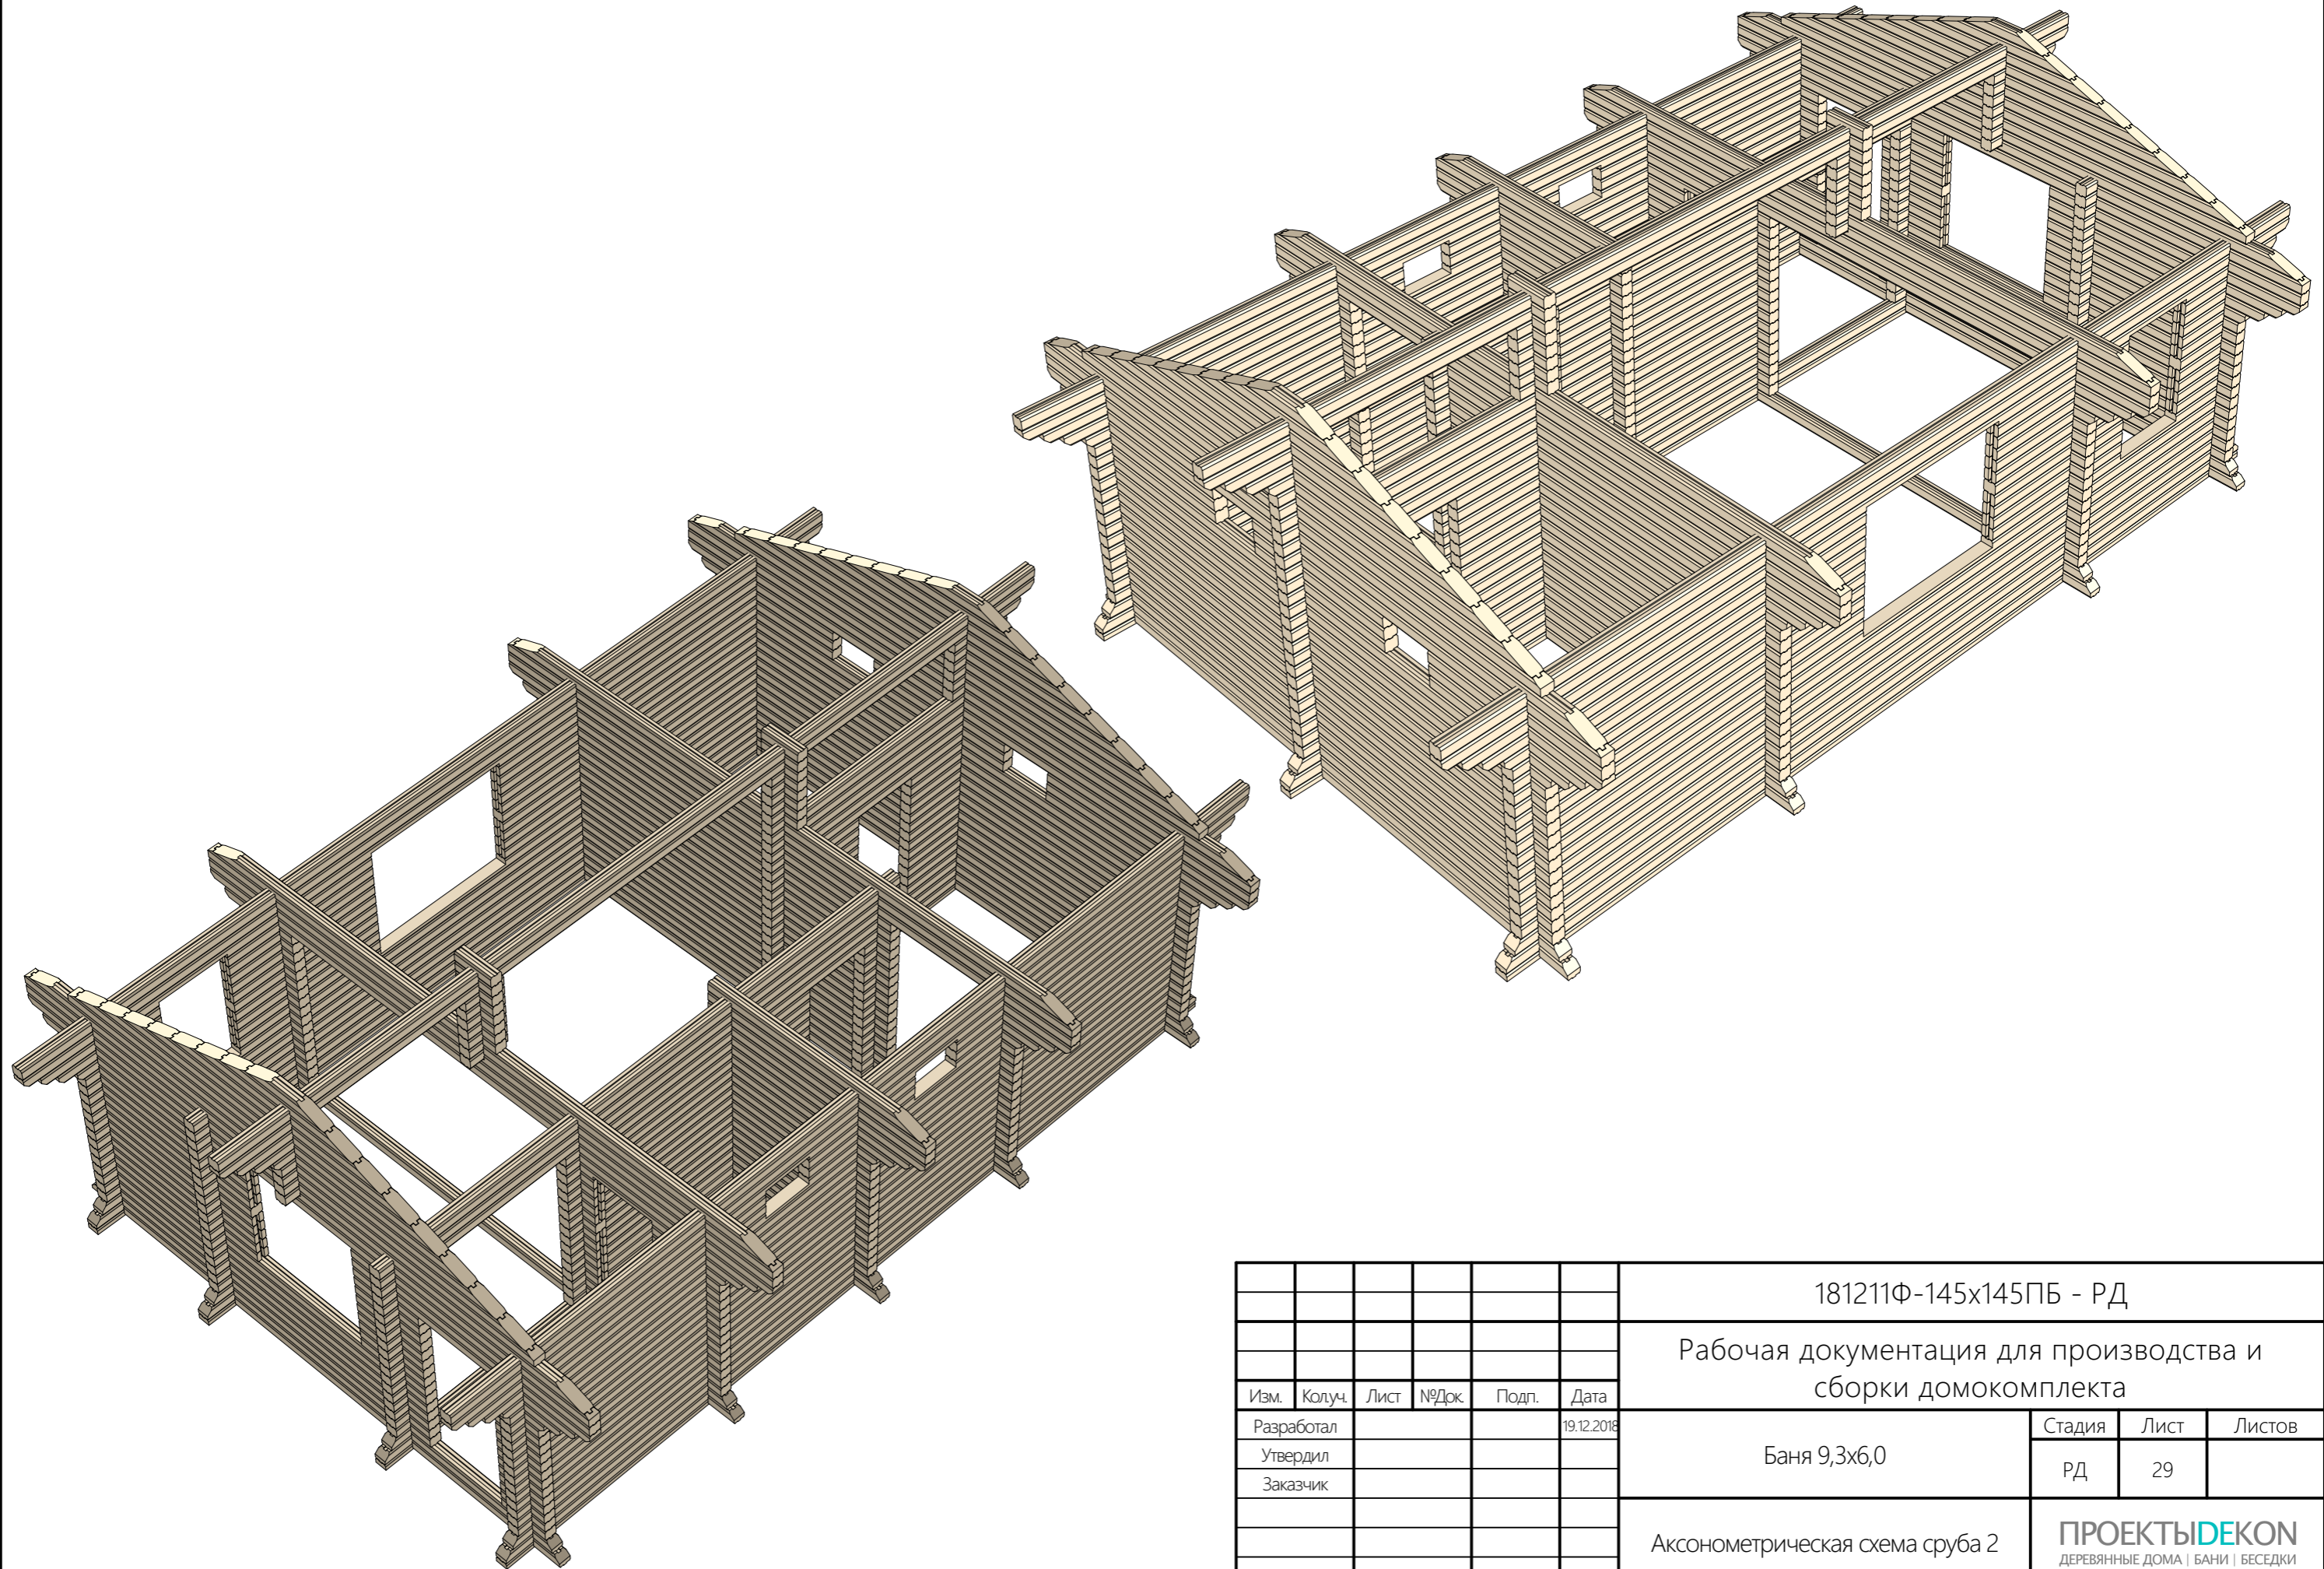 181211Ф-145х145ПБ - РД
Рабочая документация для производства и
сборки домокомплекта
Изм. Кол.уч. Лист №Док. Подп. Дата
Разработал 19.12.2018
Утвердил
Заказчик
Баня 9,3х6,0
Стадия Лист Листов
РД 29
Аксонометрическая схема сруба 2
ПРОЕКТЫDEKON
ДЕРЕВЯННЫЕ ДОМА | БАНИ | БЕСЕДКИ